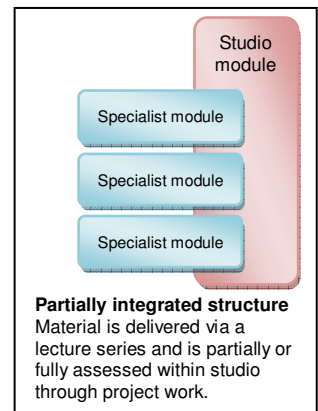 Studio
module
Specialist module
Specialist module
Specialist module
Partially integrated structure
Material is delivered via a
lecture series and is partially or
fully assessed within studio
through project work.